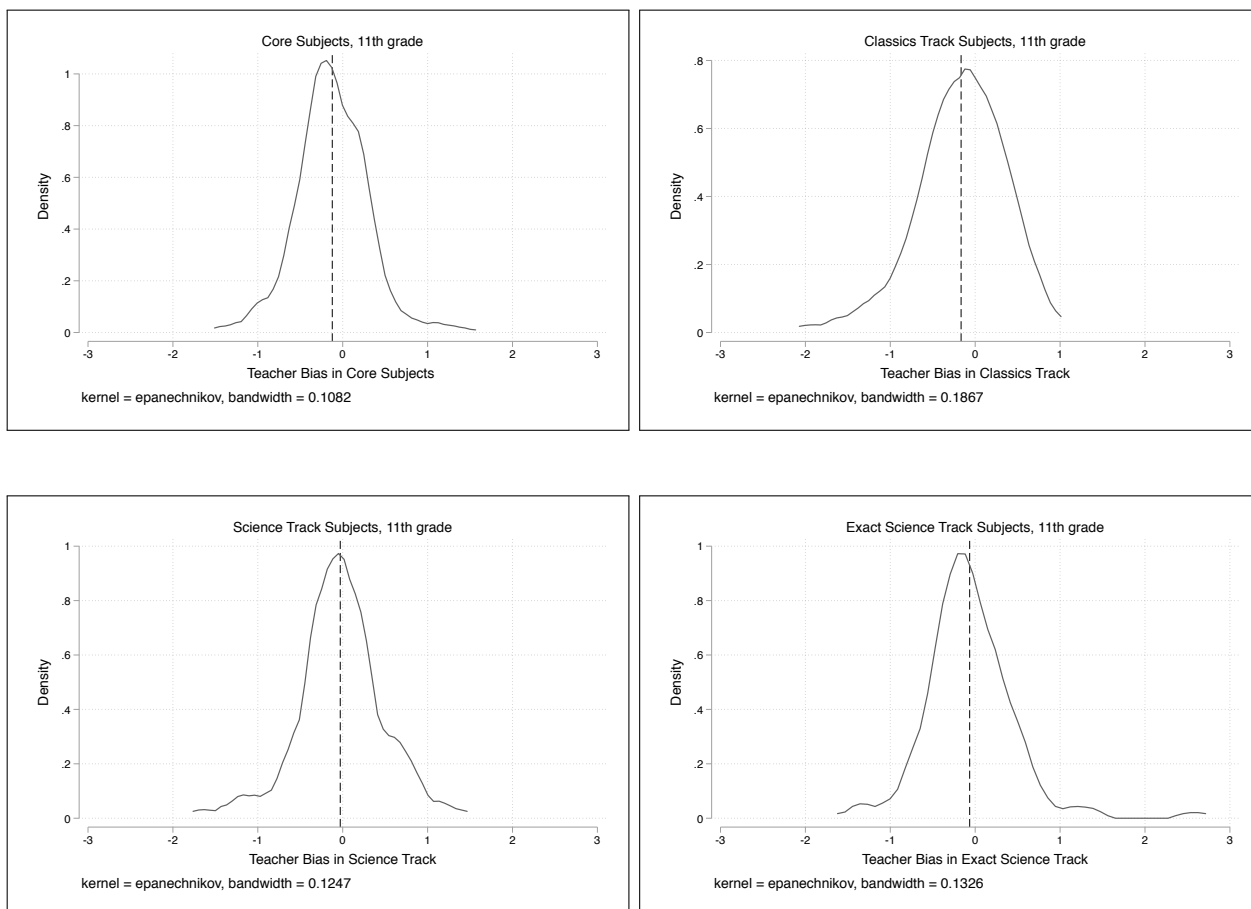 Core Subjects, 11th grade
1
.8
.6
.4
.2
0
Density
-3 -2 -1 0 1 2 3
Teacher Bias in Core Subjects
kernel = epanechnikov, bandwidth = 0.1082
Classics Track Subjects, 11th grade
.8
.6
.4
.2
0
Density
-3 -2 -1 0 1 2 3
Teacher Bias in Classics Track
kernel = epanechnikov, bandwidth = 0.1867
Science Track Subjects, 11th grade
1
.8
.6
.4
.2
0
Density
-3 -2 -1 0 1 2 3
Teacher Bias in Science Track
kernel = epanechnikov, bandwidth = 0.1247
Exact Science Track Subjects, 11th grade
1
.8
.6
.4
.2
0
Density
-3 -2 -1 0 1 2 3
Teacher Bias in Exact Science Track
kernel = epanechnikov, bandwidth = 0.1326